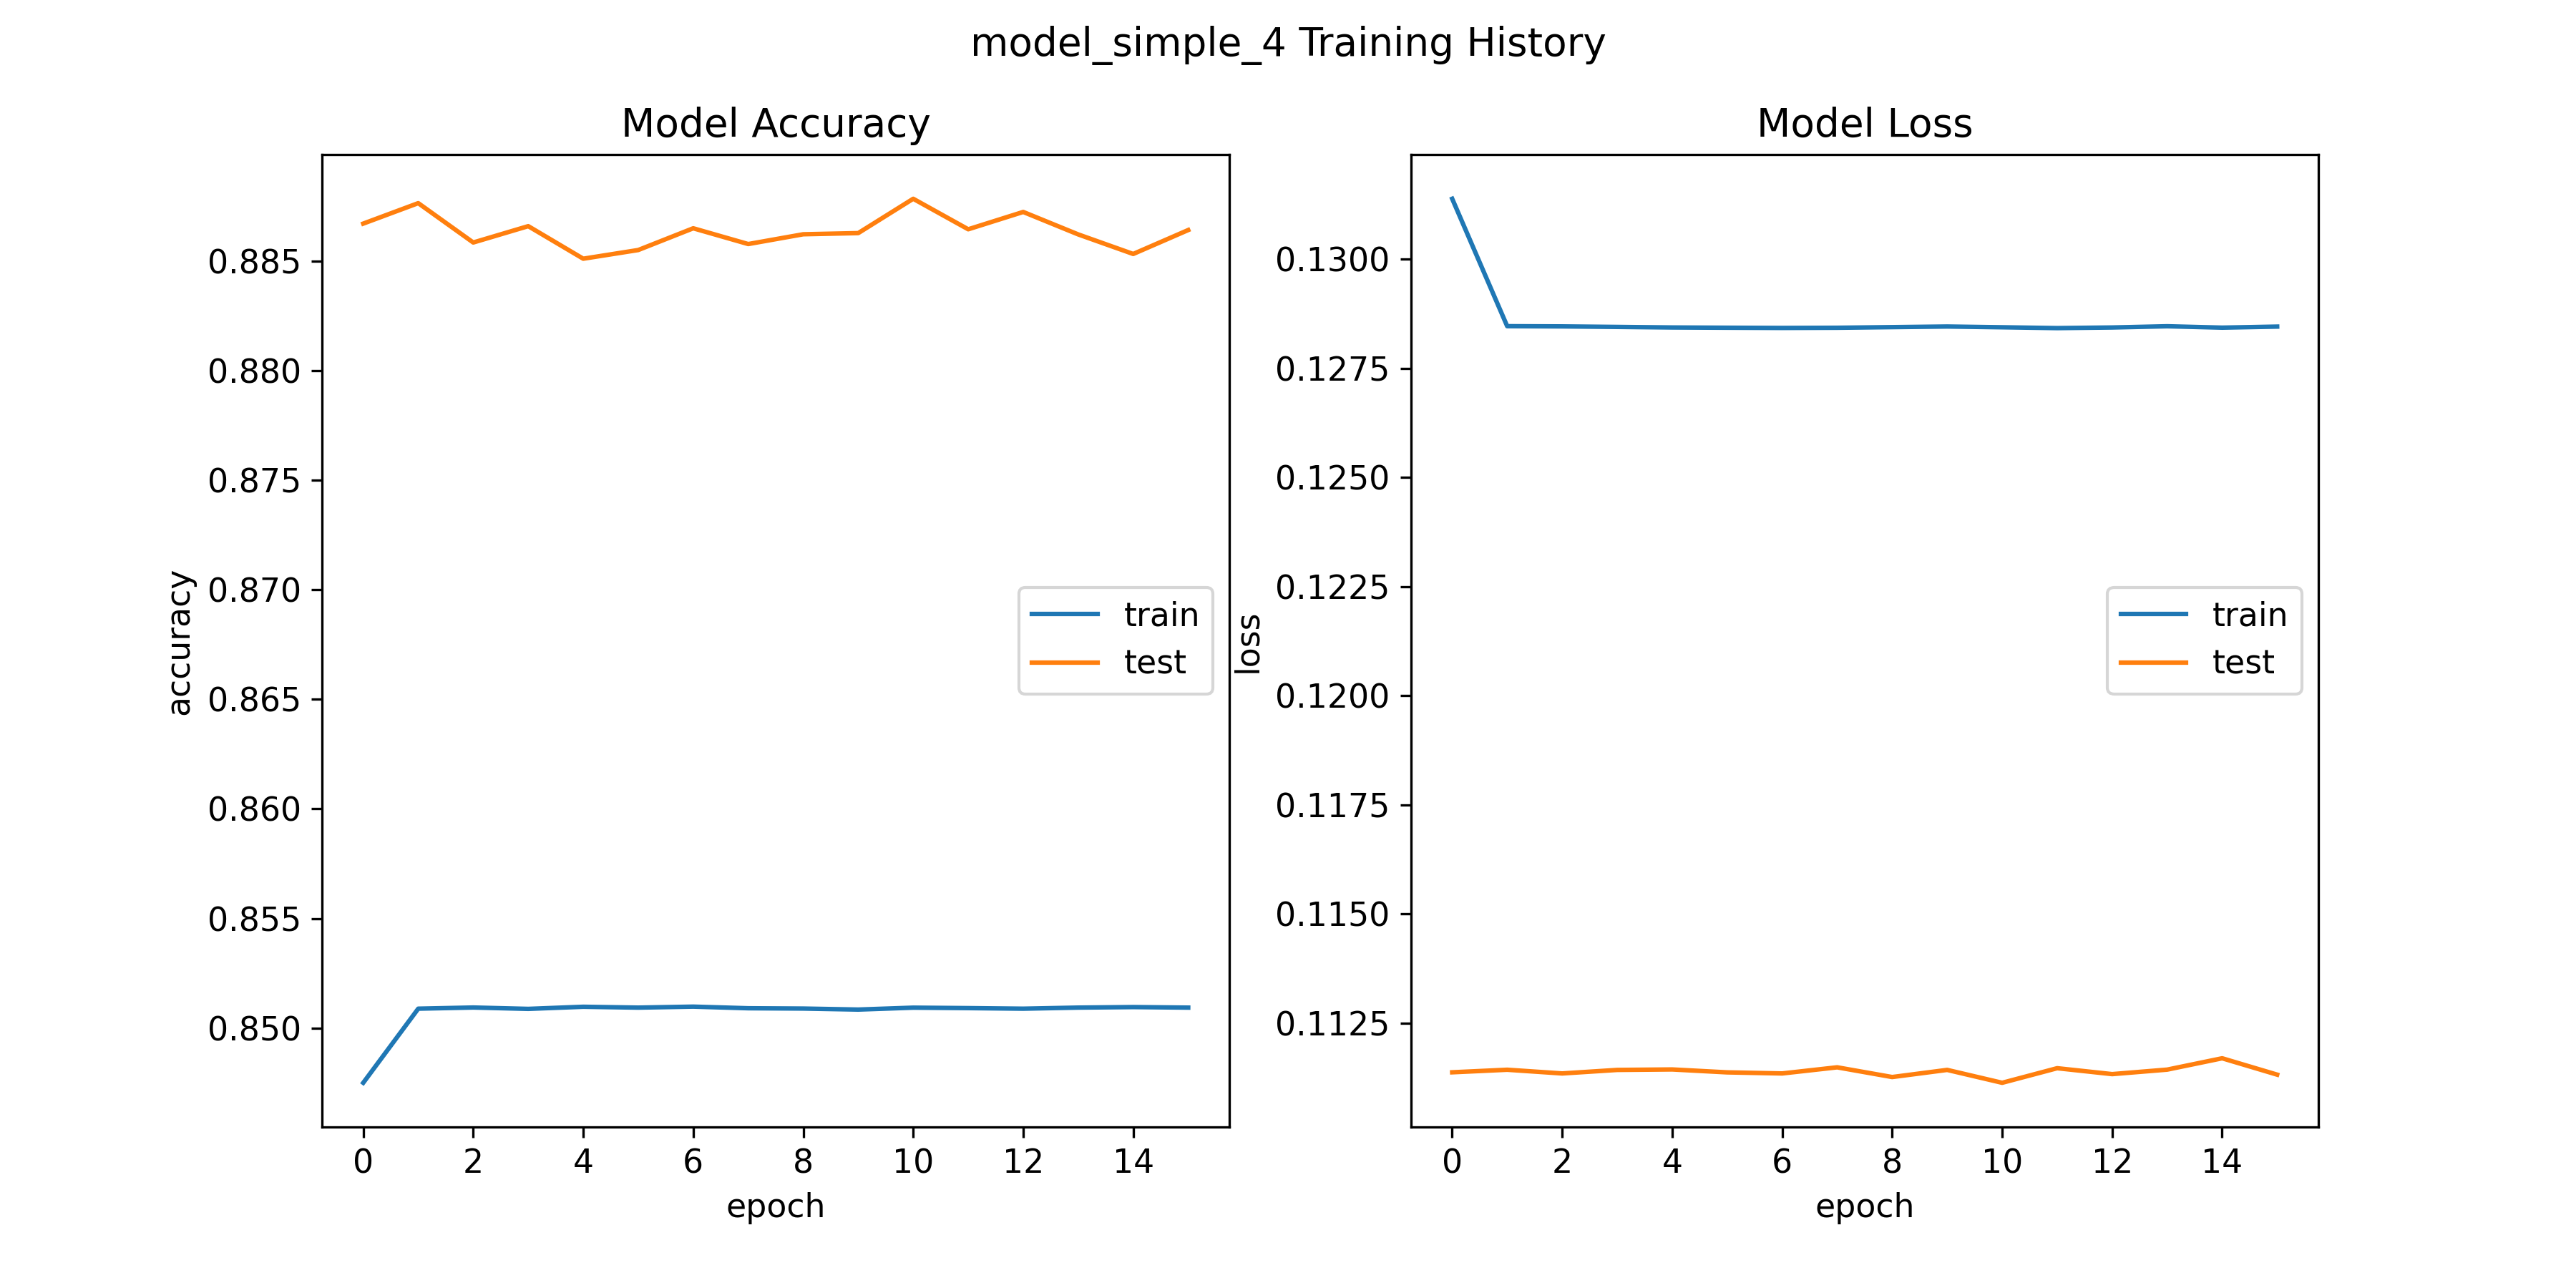 model_simple_4 Training History
Model Accuracy
0.885
0.880
0.875
0.870
0.865
0.860
0.855
0.850
accuracy
train
test
0 2 4 6 8 10 12 14
epoch
Model Loss
0.1300
0.1275
0.1250
0.1225
0.1200
0.1175
0.1150
0.1125
loss
train
test
0 2 4 6 8 10 12 14
epoch